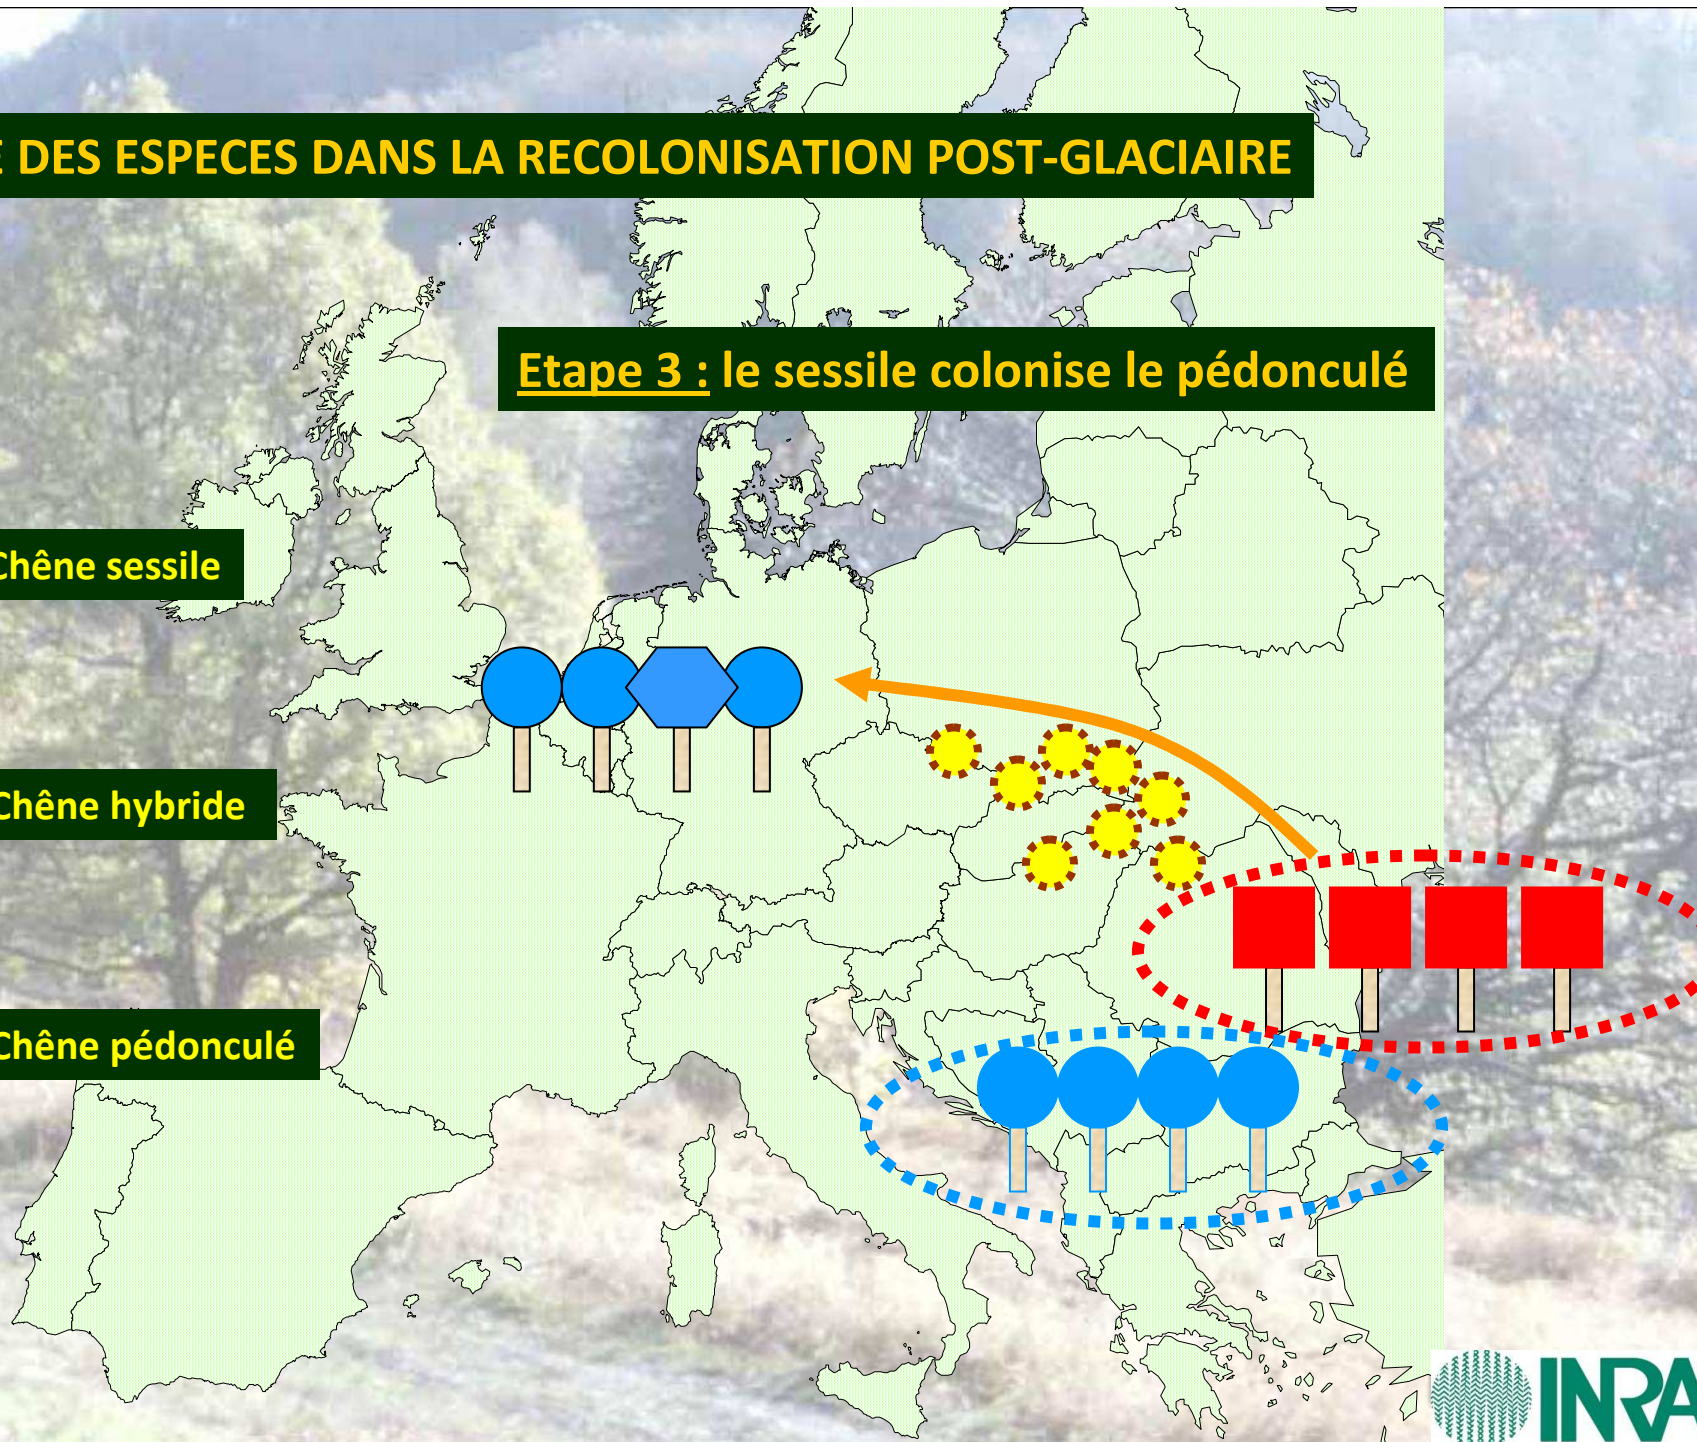 DES ESPECES DANS LA RECOLONISATION POST-GLACIAIRE
Etape 3 : le sessile colonise le pédonculé
Chêne sessile
Chêne hybride
Chêne pédonculé
INRA